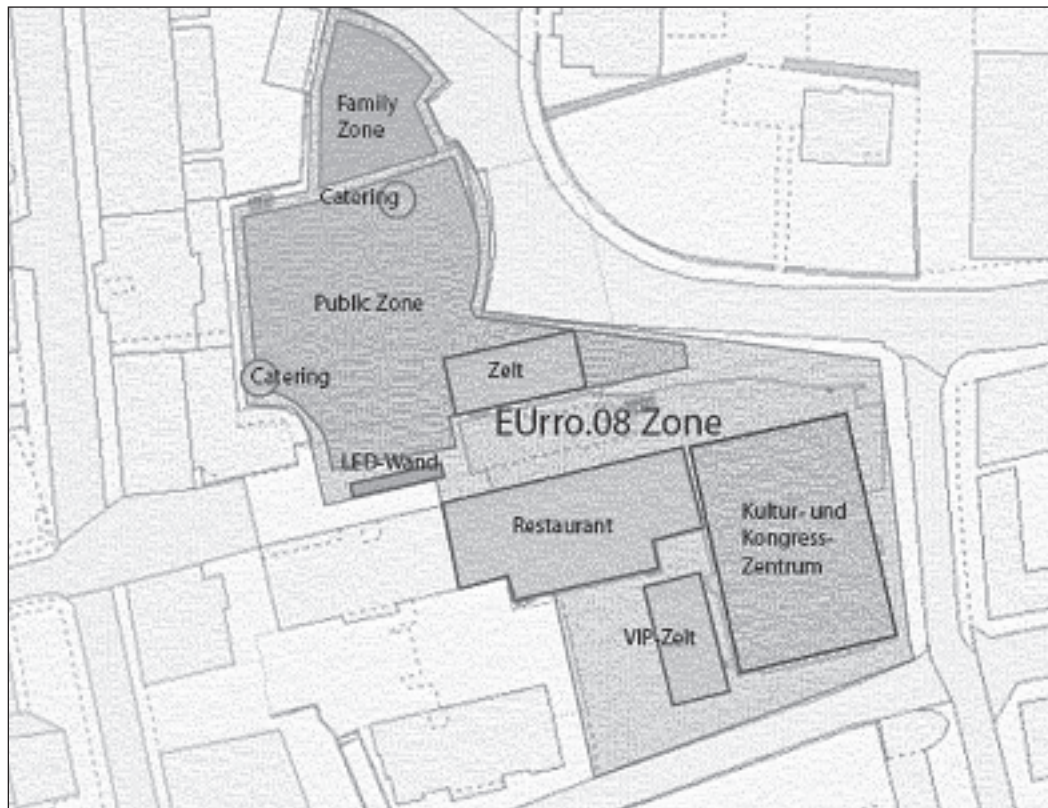 Family
Zone
Catering
Public Zone
Zelt
Catering
EUrro.08 Zone
LED-Wand
Restaurant
Kultur- und
Kongress-
Zentrum
VIP-Zelt